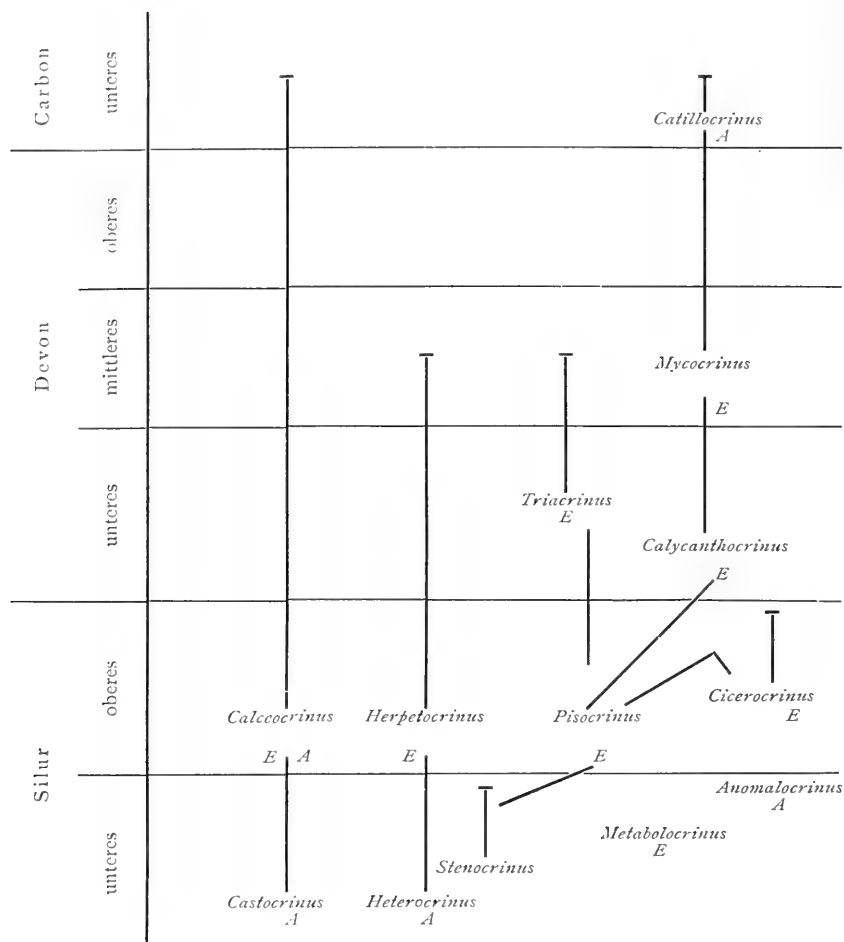 Carbon
unteres
Catillocrinus
A
Devon
oberes
mittleres
Mycocrinus
E
unteres
Triacrinus
E
Calycanthocrinus
E
Silur
oberes
Cicerocrinus
E
Calceocrinus Herpetocrinus Pisocrinus
E A E E
unteres
Anomalocrinus
A
Metabolocrinus
E
Stenocrinus
Castocrinus Heterocrinus
A A